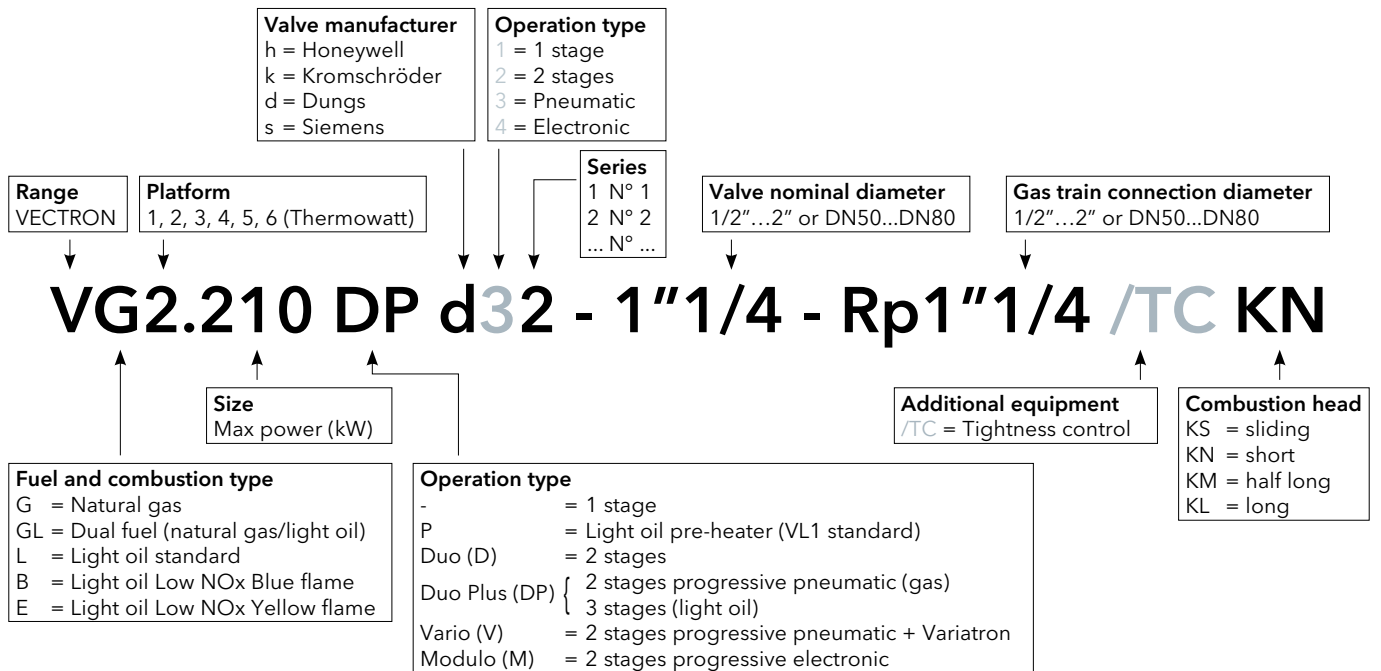 Valve manufacturer
h = Honeywell
k = Kromschröder
d = Dungs
s = Siemens
Operation type
1 = 1 stage
2 = 2 stages
3 = Pneumatic
4 = Electronic
Series
1 N° 1
2 N° 2
... N° ...
Range
VECTRON
Platform
1, 2, 3, 4, 5, 6 (Thermowatt)
Valve nominal diameter
1/2"…2" or DN50...DN80
Gas train connection diameter
1/2"…2" or DN50...DN80
VG2.210 DP d32 - 1"1/4 - Rp1"1/4 /TC KN
Size
Max power (kW)
Additional equipment
/TC = Tightness control
Combustion head
KS = sliding
KN = short
KM = half long
KL = long
Fuel and combustion type
G = Natural gas
GL = Dual fuel (natural gas/light oil)
L = Light oil standard
B = Light oil Low NOx Blue flame
E = Light oil Low NOx Yellow flame
Operation type
- = 1 stage
P = Light oil pre-heater (VL1 standard)
Duo (D) = 2 stages
Duo Plus (DP) { 2 stages progressive pneumatic (gas)
3 stages (light oil)
Vario (V) = 2 stages progressive pneumatic + Variatron
Modulo (M) = 2 stages progressive electronic